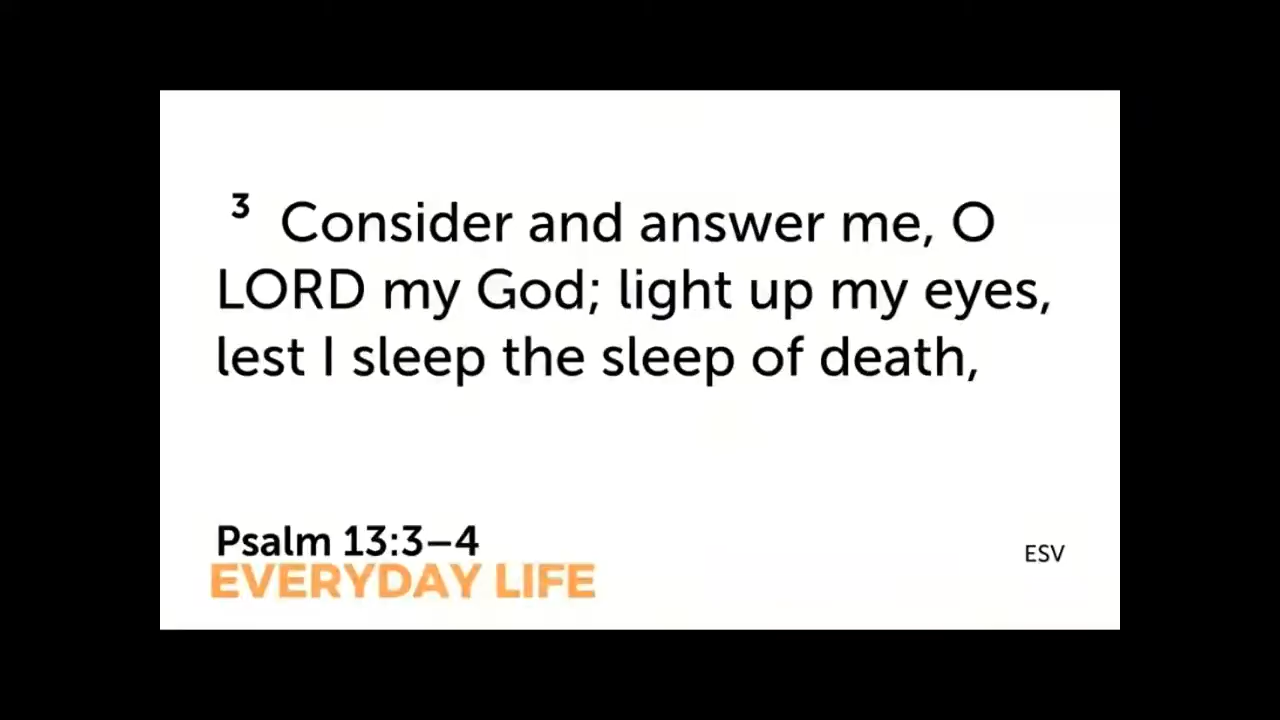 3 Consider and answer me, O
LORD my God; light up my eyes,
lest I sleep the sleep of death,
Psalm 13:3–4
ESV
EVERYDAY LIFE